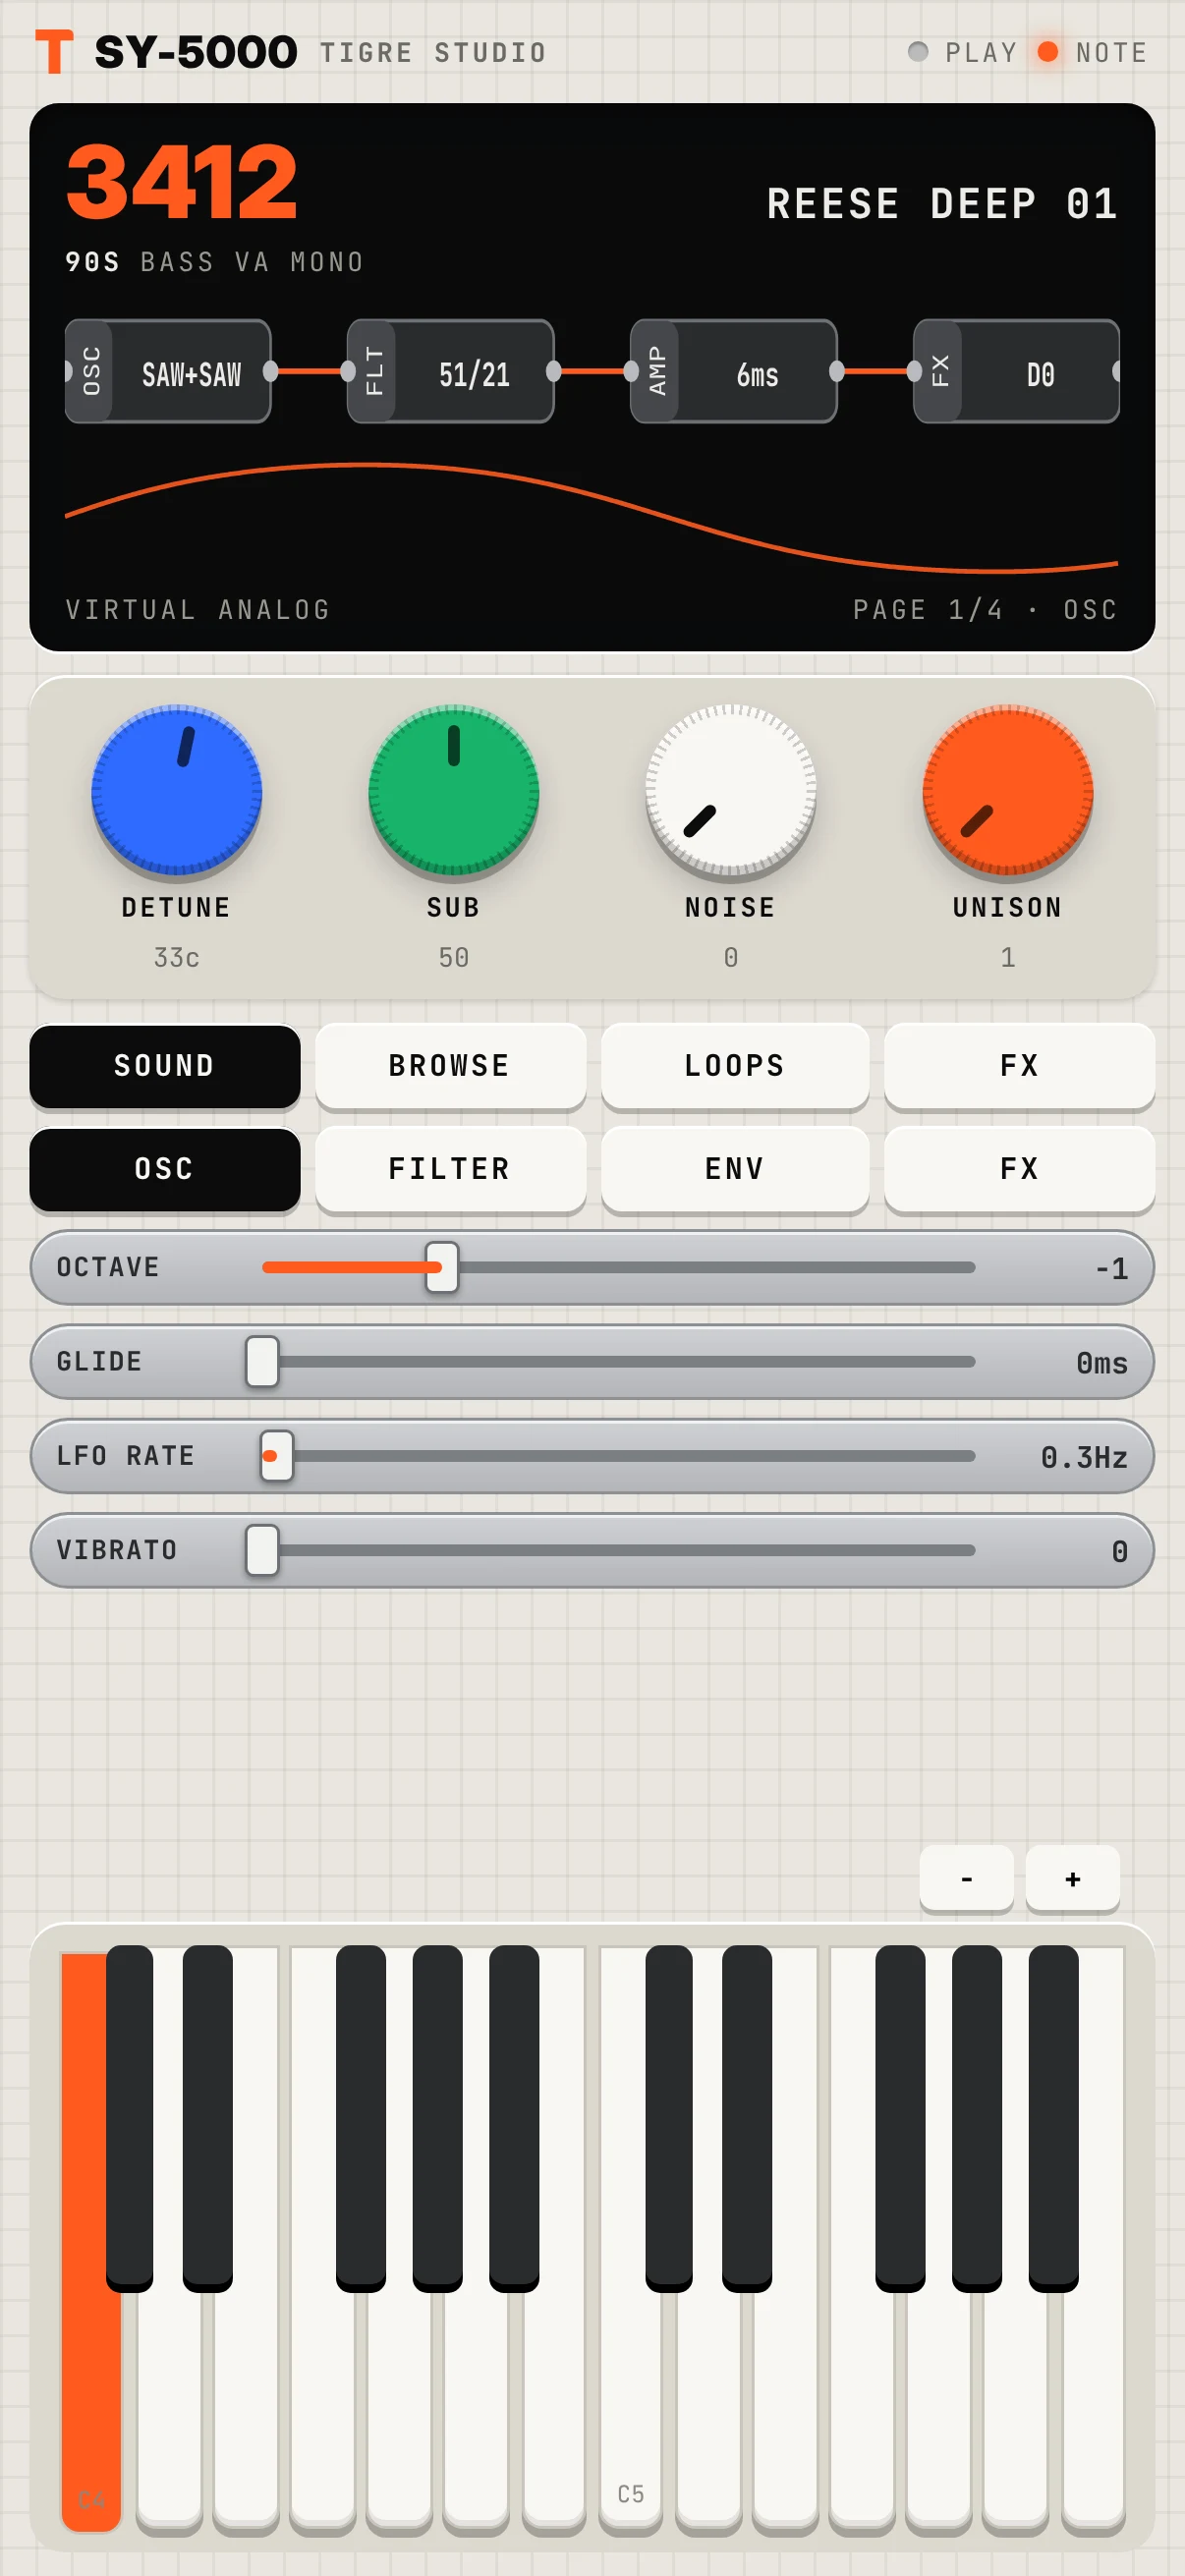 T SY-5000 TIGRE STUDIO PLAY NOTE
3412
REESE DEEP 01
90S BASS VA MONO
OSC SAW+SAW FLT 51/21 AMP 6ms FX D0
VIRTUAL ANALOG PAGE 1/4 · OSC
DETUNE SUB NOISE UNISON
33c 50 0 1
SOUND BROWSE LOOPS FX
OSC FILTER ENV FX
OCTAVE -1
GLIDE 0ms
LFO RATE 0.3Hz
VIBRATO 0
- +
C4 C5